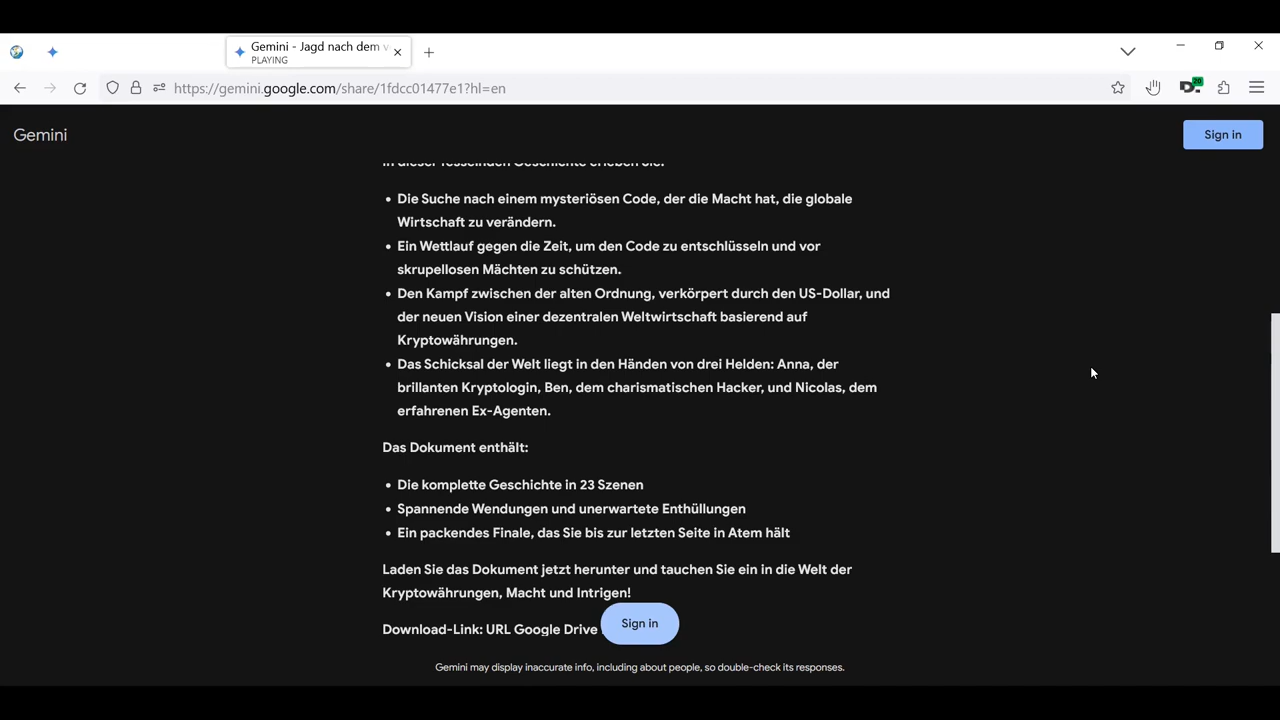 Gemini - Jagd nach dem v
PLAYING
https://gemini.google.com/share/1fdcc01477e1?hl=en
20
D
Gemini
Sign in
In dieser fesselnden Geschichte erleben Sie:
• Die Suche nach einem mysteriösen Code, der die Macht hat, die globale
Wirtschaft zu verändern.
• Ein Wettlauf gegen die Zeit, um den Code zu entschlüsseln und vor
skrupellosen Mächten zu schützen.
• Den Kampf zwischen der alten Ordnung, verkörpert durch den US-Dollar, und
der neuen Vision einer dezentralen Weltwirtschaft basierend auf
Kryptowährungen.
• Das Schicksal der Welt liegt in den Händen von drei Helden: Anna, der
brillanten Kryptologin, Ben, dem charismatischen Hacker, und Nicolas, dem
erfahrenen Ex-Agenten.
Das Dokument enthält:
• Die komplette Geschichte in 23 Szenen
• Spannende Wendungen und unerwartete Enthüllungen
• Ein packendes Finale, das Sie bis zur letzten Seite in Atem hält
Laden Sie das Dokument jetzt herunter und tauchen Sie ein in die Welt der
Kryptowährungen, Macht und Intrigen!
Download-Link: URL Google Drive
Sign in
Gemini may display inaccurate info, including about people, so double-check its responses.